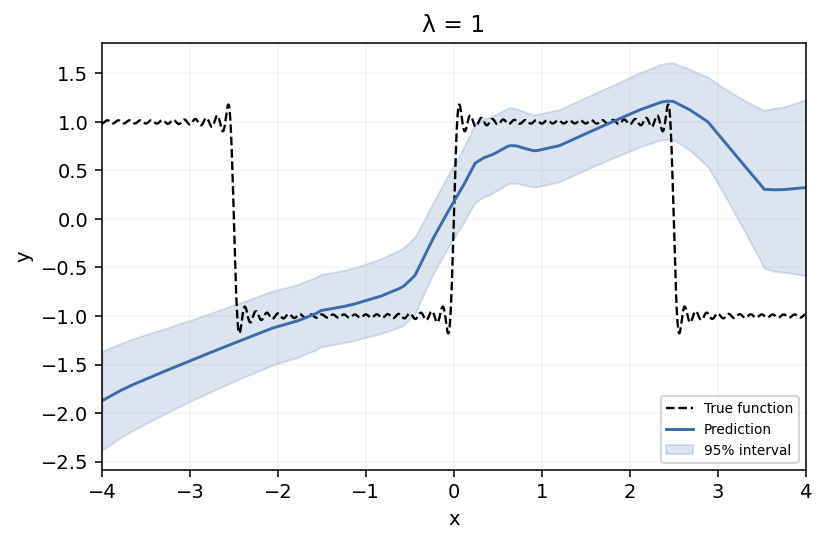 λ = 1
y
1.5
1.0
0.5
0.0
−0.5
−1.0
−1.5
−2.0
−2.5
True function
Prediction
95% interval
−4 −3 −2 −1 0 1 2 3 4
x